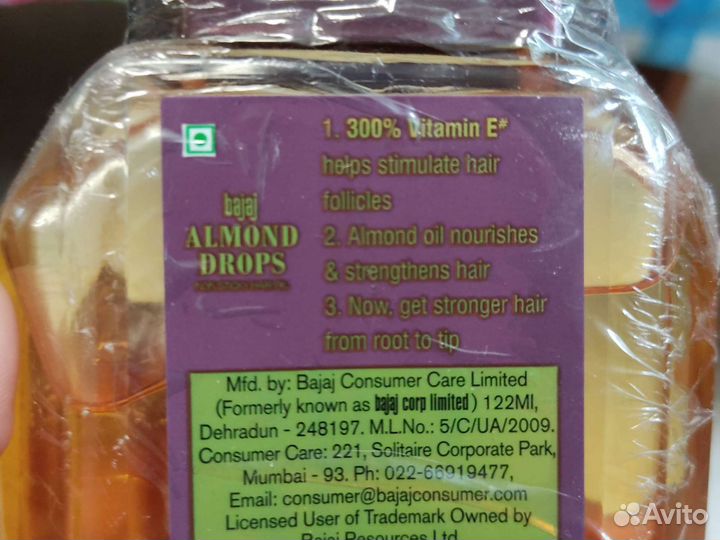 1. 300% Vitamin E#
helps stimulate hair
follicles
2. Almond oil nourishes
& strengthens hair
3. Now, get stronger hair
from root to tip
bajaj
ALMOND
DROPS
Mfd. by: Bajaj Consumer Care Limited
(Formerly known as bajaj corp limited) 122MI,
Dehradun - 248197. M.L.No.: 5/C/UA/2009.
Consumer Care: 221, Solitaire Corporate Park,
Mumbai - 93. Ph: 022-66919477,
Email: consumer@bajajconsumer.com
Licensed User of Trademark Owned by
Bajaj Resources Ltd.
Avito